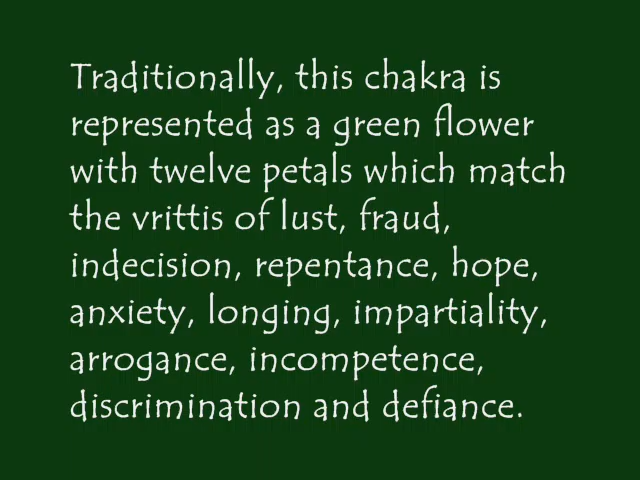 Traditionally, this chakra is
represented as a green flower
with twelve petals which match
the vrittis of lust, fraud,
indecision, repentance, hope,
anxiety, longing, impartiality,
arrogance, incompetence,
discrimination and defiance.